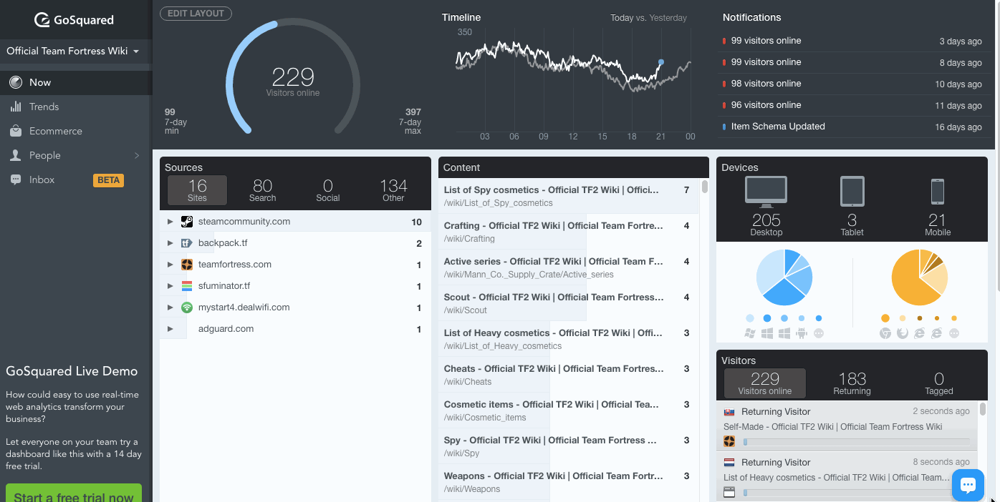 GoSquared
Official Team Fortress Wiki
Now
Trends
Ecommerce
People
Inbox
BETA
GoSquared Live Demo
How could easy to use real-time
web analytics transform your
business?
Let everyone on your team try a
dashboard like this with a 14 day
free trial.
Start a free trial now
EDIT LAYOUT
229
Visitors online
99
7-day
min
397
7-day
max
Timeline
Today vs. Yesterday
350
03 06 09 12 15 18 21 00
Notifications
99 visitors online 3 days ago
99 visitors online 8 days ago
98 visitors online 10 days ago
96 visitors online 11 days ago
Item Schema Updated 16 days ago
Sources
16 80 0 134
Sites Search Social Other
steamcommunity.com 10
backpack.tf 2
teamfortress.com 1
sfuminator.tf 1
mystart4.dealwifi.com 1
adguard.com 1
Content
List of Spy cosmetics - Official TF2 Wiki | Offici... 7
/wiki/List_of_Spy_cosmetics
Crafting - Official TF2 Wiki | Official Team Fortre... 4
/wiki/Crafting
Active series - Official TF2 Wiki | Official Team F... 4
/wiki/Mann_Co._Supply_Crate/Active_series
Scout - Official TF2 Wiki | Official Team Fortress... 4
/wiki/Scout
List of Heavy cosmetics - Official TF2 Wiki | Offi... 3
/wiki/List_of_Heavy_cosmetics
Cheats - Official TF2 Wiki | Official Team Fortres... 3
/wiki/Cheats
Cosmetic items - Official TF2 Wiki | Official Tea... 3
/wiki/Cosmetic_items
Spy - Official TF2 Wiki | Official Team Fortress ... 3
/wiki/Spy
Weapons - Official TF2 Wiki | Official Team Fortr... 3
/wiki/Weapons
Devices
205 3 21
Desktop Tablet Mobile
Visitors
229 183 0
Visitors online Returning Tagged
Returning Visitor 2 seconds ago
Self-Made - Official TF2 Wiki | Official Team Fortress Wiki
Returning Visitor 8 seconds ago
List of Heavy cosmetics - Official TF2 Wiki | Official Team...